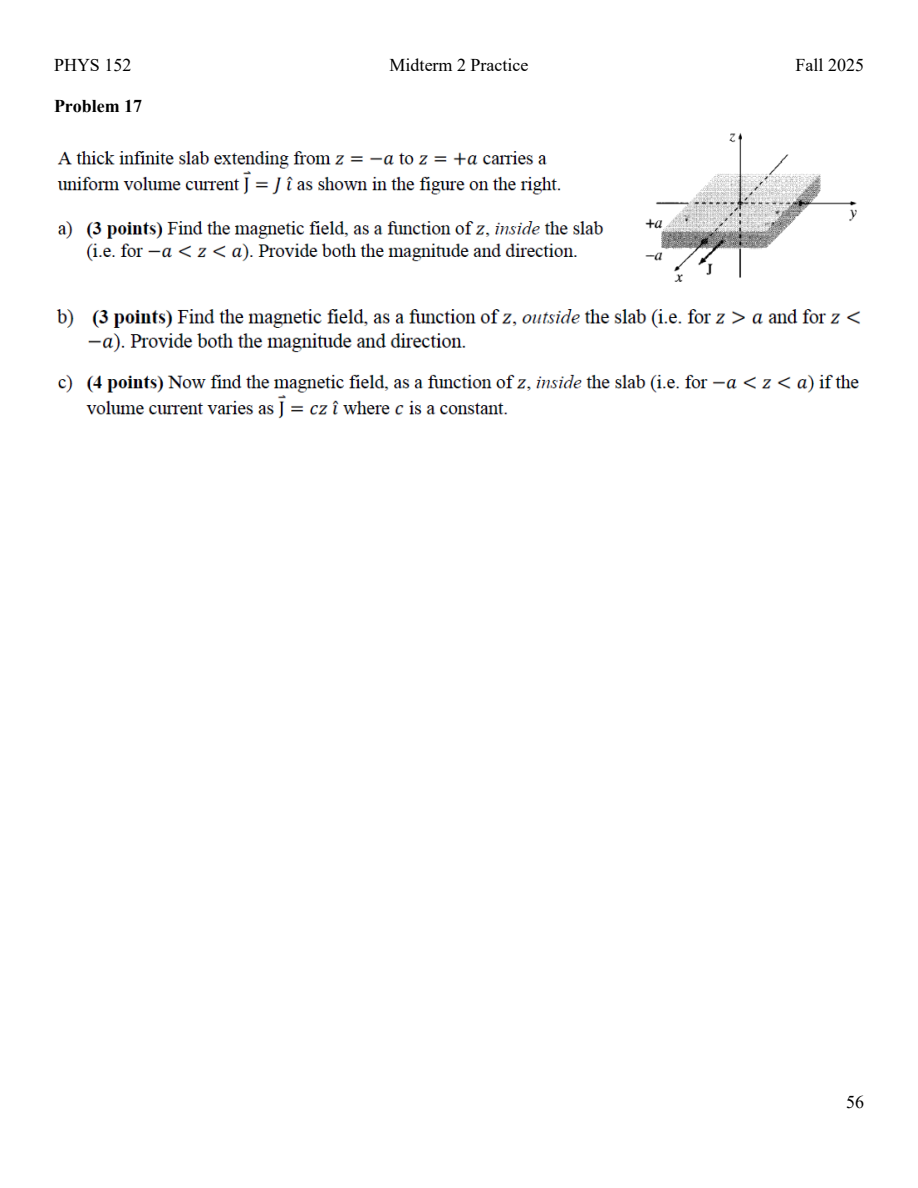 PHYS 152 Midterm 2 Practice Fall 2025
Problem 17
A thick infinite slab extending from z = −a to z = +a carries a
uniform volume current J⃗ = J î as shown in the figure on the right.
a) (3 points) Find the magnetic field, as a function of z, inside the slab
(i.e. for −a < z < a). Provide both the magnitude and direction.
z
y
+a
−a
J
x
b) (3 points) Find the magnetic field, as a function of z, outside the slab (i.e. for z > a and for z <
−a). Provide both the magnitude and direction.
c) (4 points) Now find the magnetic field, as a function of z, inside the slab (i.e. for −a < z < a) if the
volume current varies as J⃗ = cz î where c is a constant.
56